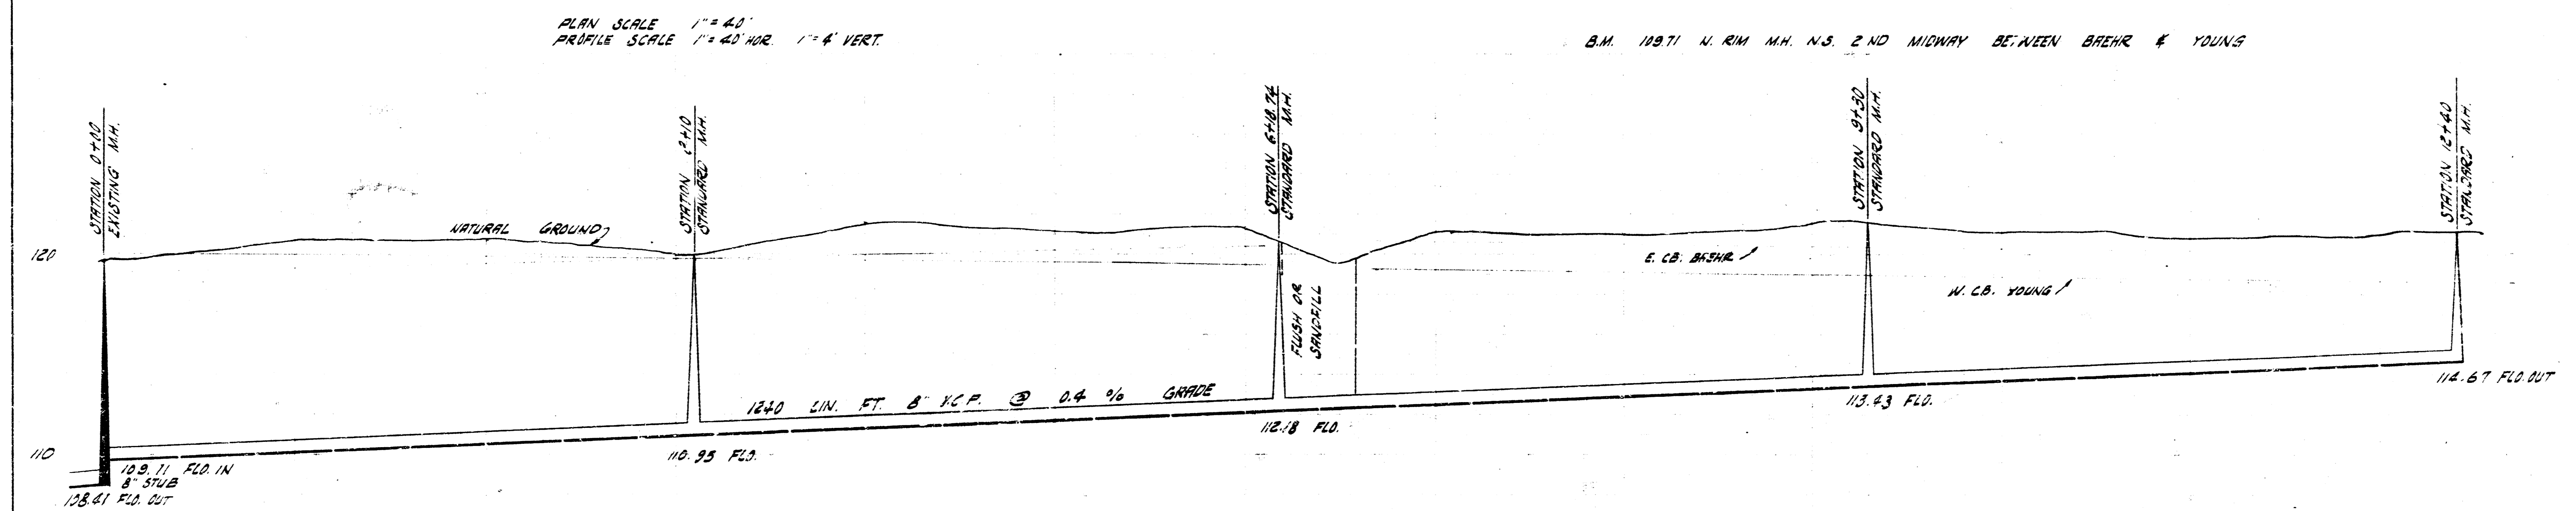 PLAN SCALE 1" = 40'
PROFILE SCALE 1" = 40' HOR. 1" = 4' VERT.
B.M. 109.71 N. RIM M.H. N.S. 2 ND MIDWAY BETWEEN BAEHR & YOUNG
STATION 0+00
EXISTING M.H.
STANDARD M.H.
STATION 6+18.74
STANDARD M.H.
STATION 9+30
STANDARD M.H.
STATION 12+40
STANDARD M.H.
NATURAL GROUND
120
E. CB. BAEHR
W. CB. YOUNG
FLUSH OR
SANDFILL
1240 LIN. FT. 8" V.C.P. @ 0.4 % GRADE
110
109.71 FLO. IN
8" STUB
108.41 FLO. OUT
110.95 FLO.
112.18 FLO.
113.43 FLO.
114.67 FLO. OUT